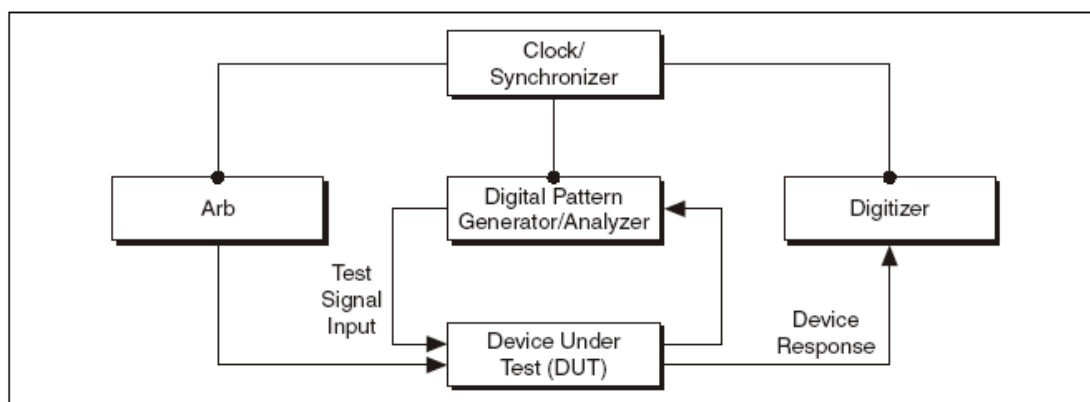 Clock/
Synchronizer
Arb
Digital Pattern
Generator/Analyzer
Digitizer
Test
Signal
Input
Device Under
Test (DUT)
Device
Response